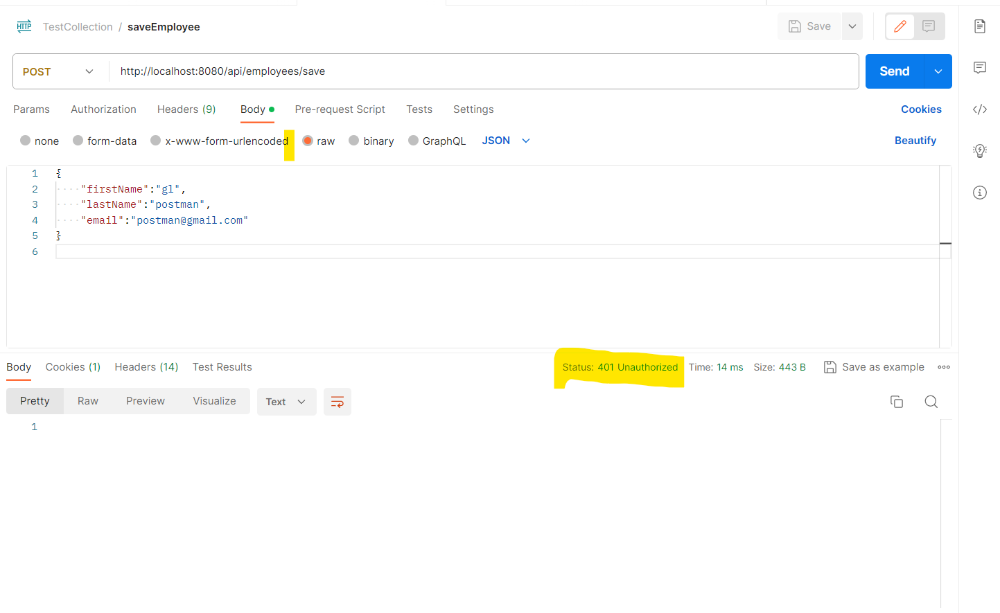 HTTP TestCollection / saveEmployee Save
POST http://localhost:8080/api/employees/save Send
Params Authorization Headers (9) Body Pre-request Script Tests Settings Cookies
none form-data x-www-form-urlencoded raw binary GraphQL JSON Beautify
1 {
2 ····"firstName":"gl",
3 ····"lastName":"postman",
4 ····"email":"postman@gmail.com"
5 }
6
Body Cookies (1) Headers (14) Test Results Status: 401 Unauthorized Time: 14 ms Size: 443 B Save as example
Pretty Raw Preview Visualize Text
1